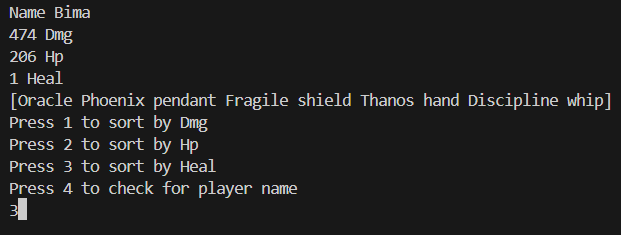 Name Bima
474 Dmg
206 Hp
1 Heal
[Oracle Phoenix pendant Fragile shield Thanos hand Discipline whip]
Press 1 to sort by Dmg
Press 2 to sort by Hp
Press 3 to sort by Heal
Press 4 to check for player name
3